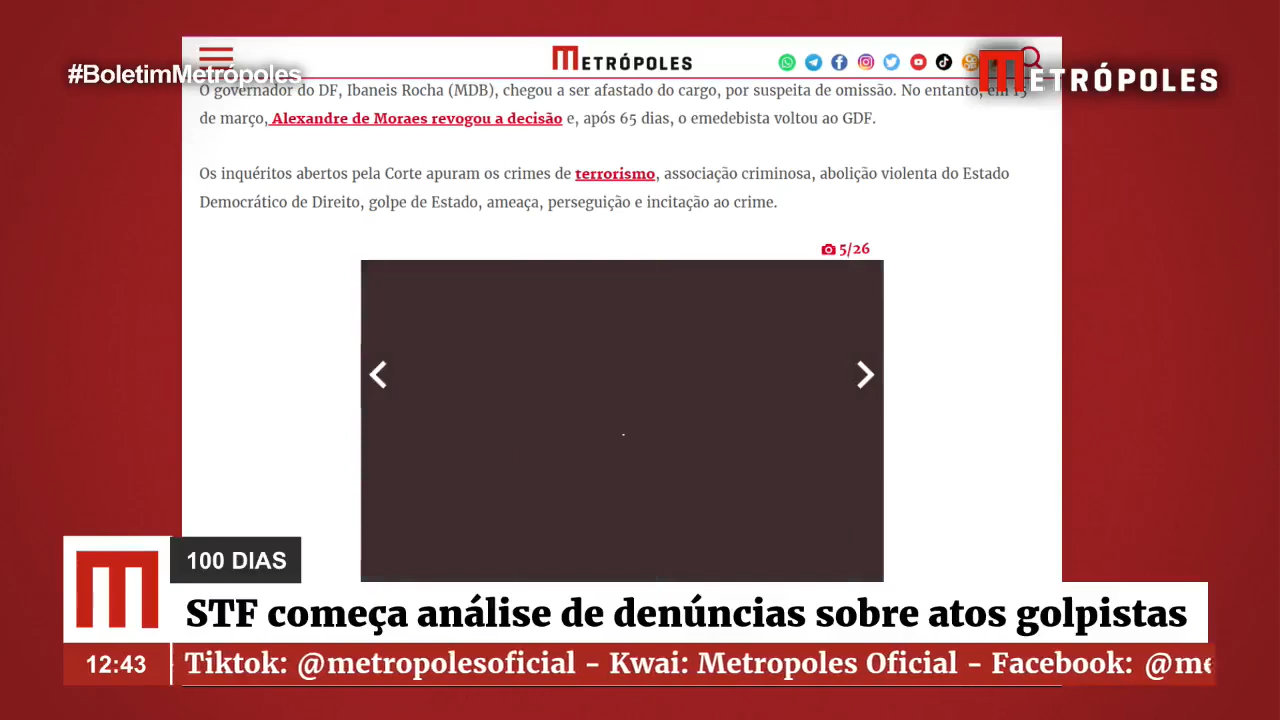 #BoletimMetrópoles
METRÓPOLES
METRÓPOLES
O governador do DF, Ibaneis Rocha (MDB), chegou a ser afastado do cargo, por suspeita de omissão. No entanto, em 15
de março, Alexandre de Moraes revogou a decisão e, após 65 dias, o emedebista voltou ao GDF.
Os inquéritos abertos pela Corte apuram os crimes de terrorismo, associação criminosa, abolição violenta do Estado
Democrático de Direito, golpe de Estado, ameaça, perseguição e incitação ao crime.
5/26
100 DIAS
STF começa análise de denúncias sobre atos golpistas
12:43
Tiktok: @metropolesoficial - Kwai: Metropoles Oficial - Facebook: @me